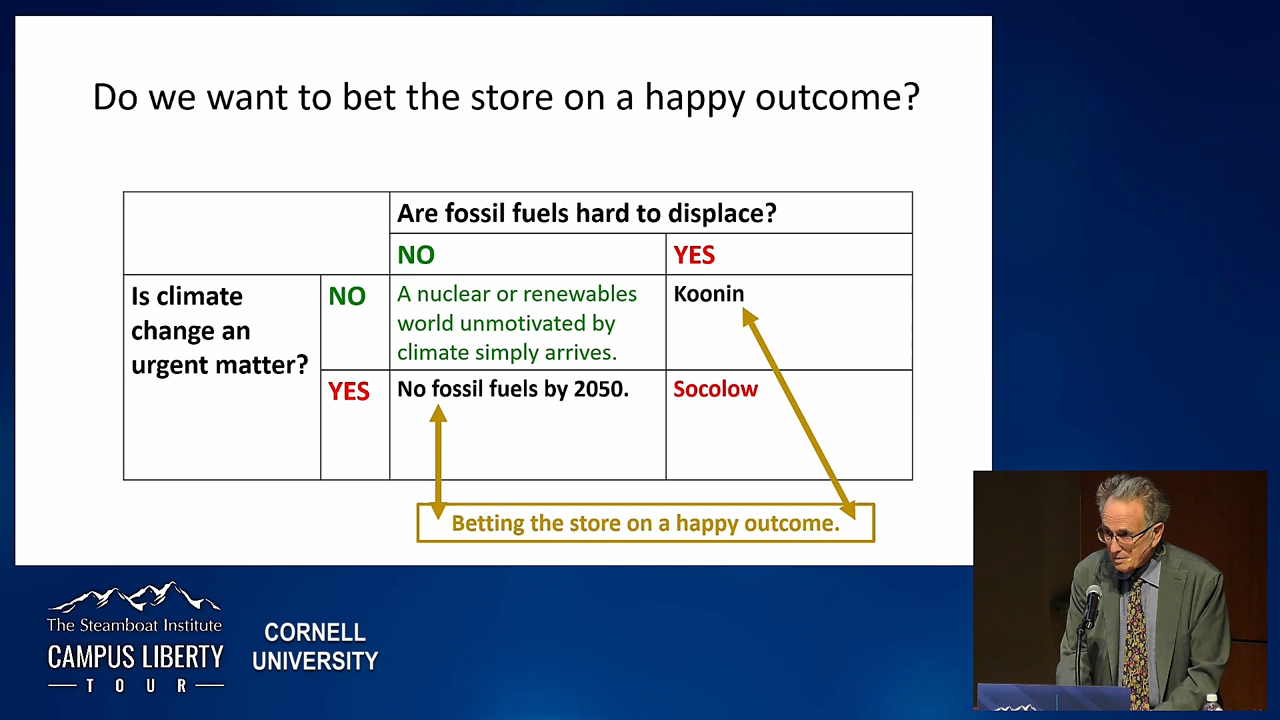 Do we want to bet the store on a happy outcome?
Are fossil fuels hard to displace?
NO
YES
Is climate
change an
urgent matter?
NO
A nuclear or renewables
world unmotivated by
climate simply arrives.
Koonin
YES
No fossil fuels by 2050.
Socolow
Betting the store on a happy outcome.
The Steamboat Institute
CAMPUS LIBERTY
TOUR
CORNELL
UNIVERSITY